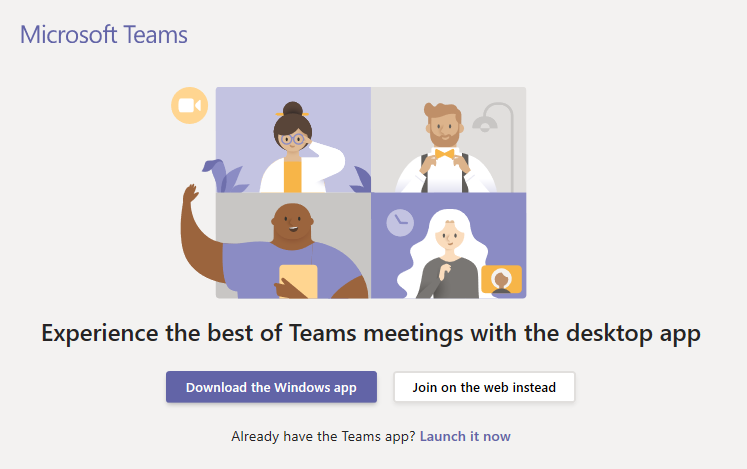 Microsoft Teams
Experience the best of Teams meetings with the desktop app
Download the Windows app
Join on the web instead
Already have the Teams app? Launch it now